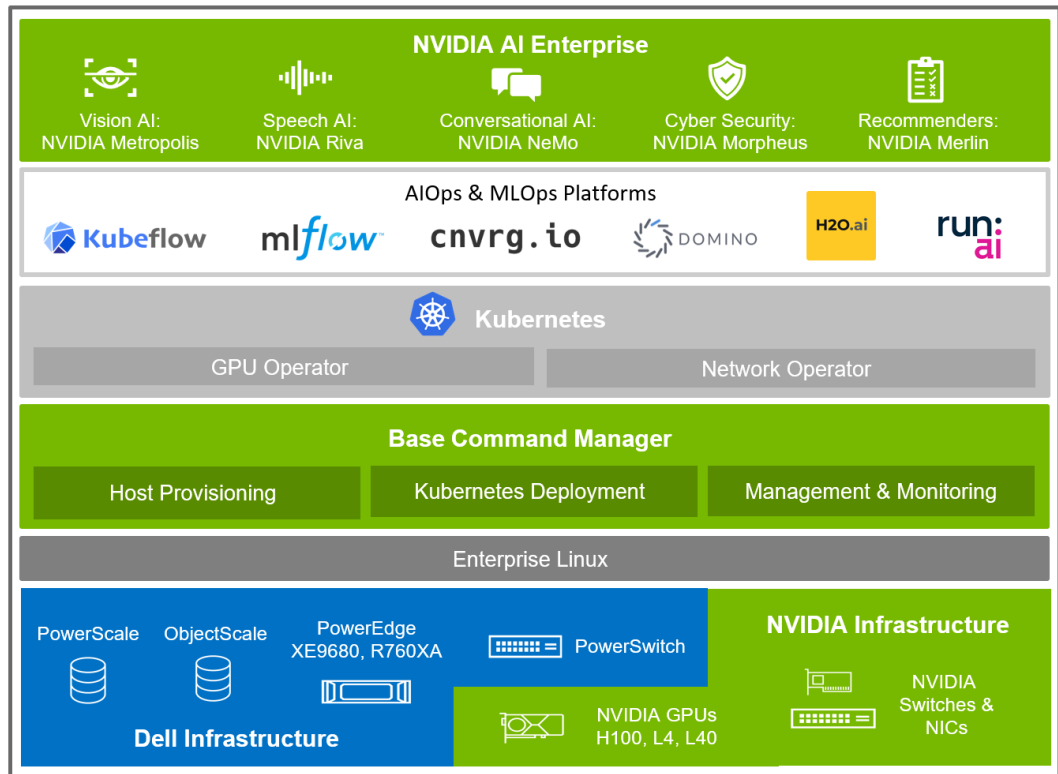 NVIDIA AI Enterprise
Vision AI:
NVIDIA Metropolis
Speech AI:
NVIDIA Riva
Conversational AI:
NVIDIA NeMo
Cyber Security:
NVIDIA Morpheus
Recommenders:
NVIDIA Merlin
AIOps & MLOps Platforms
Kubeflow
mlflow™
cnvrg.io
DOMINO
H2O.ai
run:
ai
Kubernetes
GPU Operator
Network Operator
Base Command Manager
Host Provisioning
Kubernetes Deployment
Management & Monitoring
Enterprise Linux
PowerScale
ObjectScale
PowerEdge
XE9680, R760XA
PowerSwitch
Dell Infrastructure
NVIDIA GPUs
H100, L4, L40
NVIDIA Infrastructure
NVIDIA
Switches &
NICs